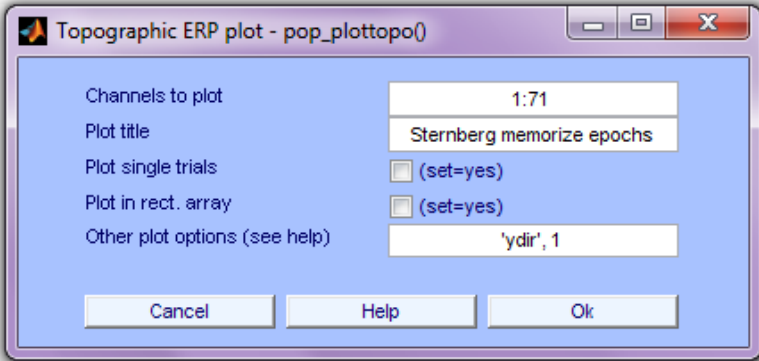 Topographic ERP plot - pop_plottopo()
Channels to plot 1:71
Plot title Sternberg memorize epochs
Plot single trials (set=yes)
Plot in rect. array (set=yes)
Other plot options (see help) 'ydir', 1
Cancel Help Ok